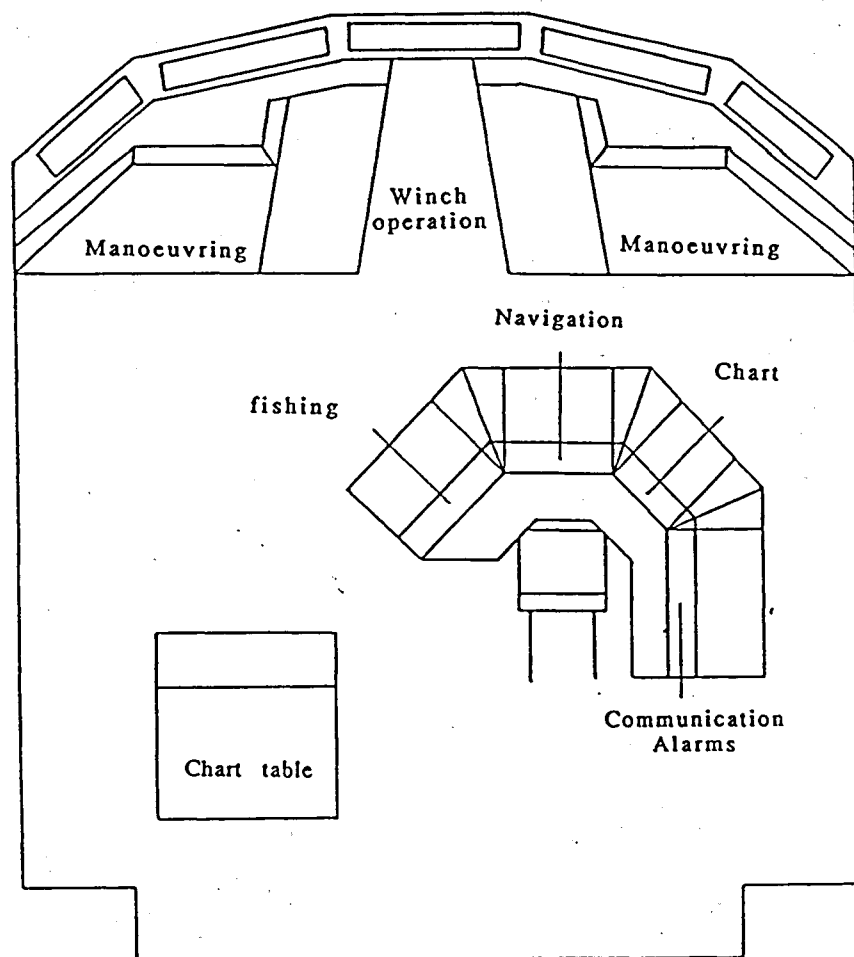 Winch
operation
Manoeuvring
Manoeuvring
Navigation
Chart
fishing
Communication
Alarms
Chart table